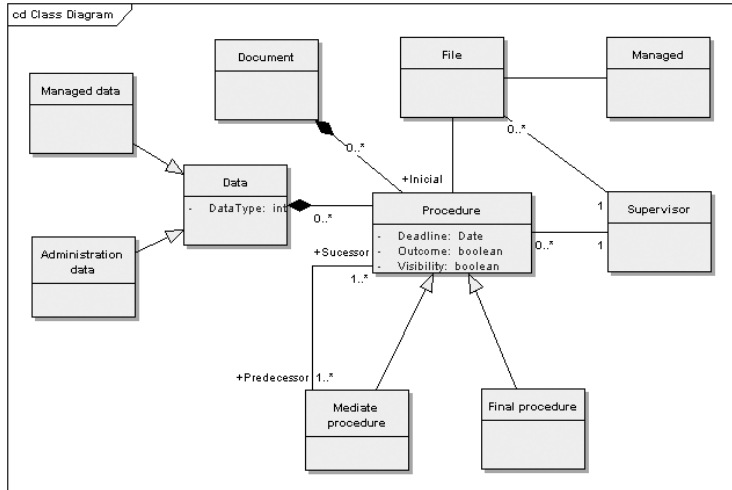 cd Class Diagram
Document
File
Managed
Managed data
0..*
0..*
+Inicial
Data
- DataType: int
0..*
Procedure
- Deadline: Date
- Outcome: boolean
- Visibility: boolean
1
Supervisor
0..*
1
Administration
data
+Sucessor
1..*
+Predecessor
1..*
Mediate
procedure
Final procedure